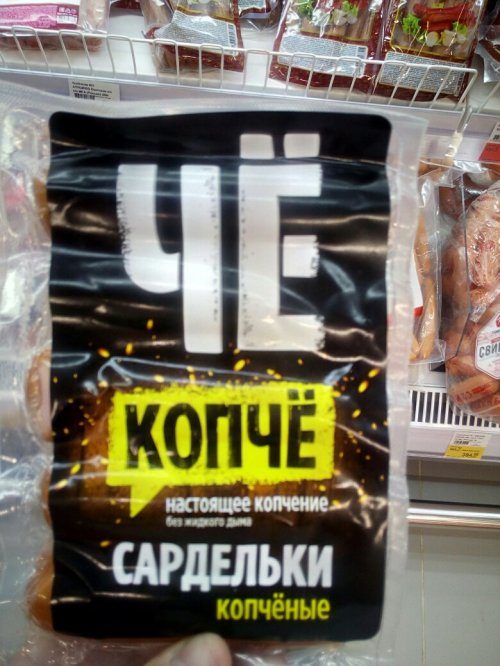 ЧЁ
КОПЧЁ
настоящее копчение
без жидкого дыма
САРДЕЛЬКИ
копчёные